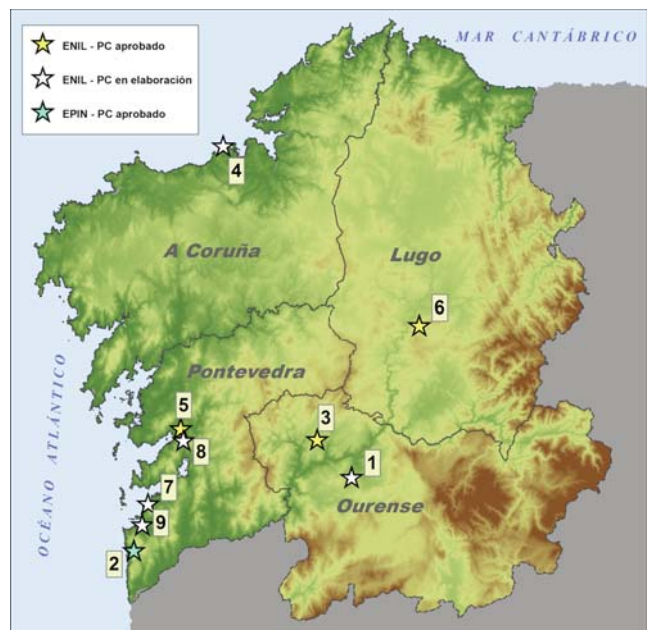 ENIL - PC aprobado
ENIL - PC en elaboración
EPIN - PC aprobado
MAR CANTÁBRICO
4
A Coruña
Lugo
6
OCÉANO ATLÁNTICO
Pontevedra
5
3
8
1
7
Ourense
9
2